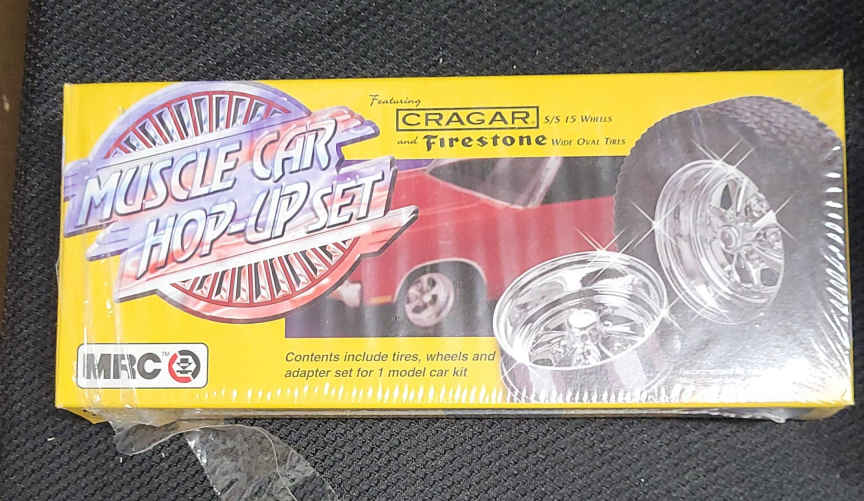 Featuring
CRAGAR S/S 15 WHEELS
and Firestone WIDE OVAL TIRES
MUSCLE CAR
HOP-UP SET
MRC™
Contents include tires, wheels and
adapter set for 1 model car kit